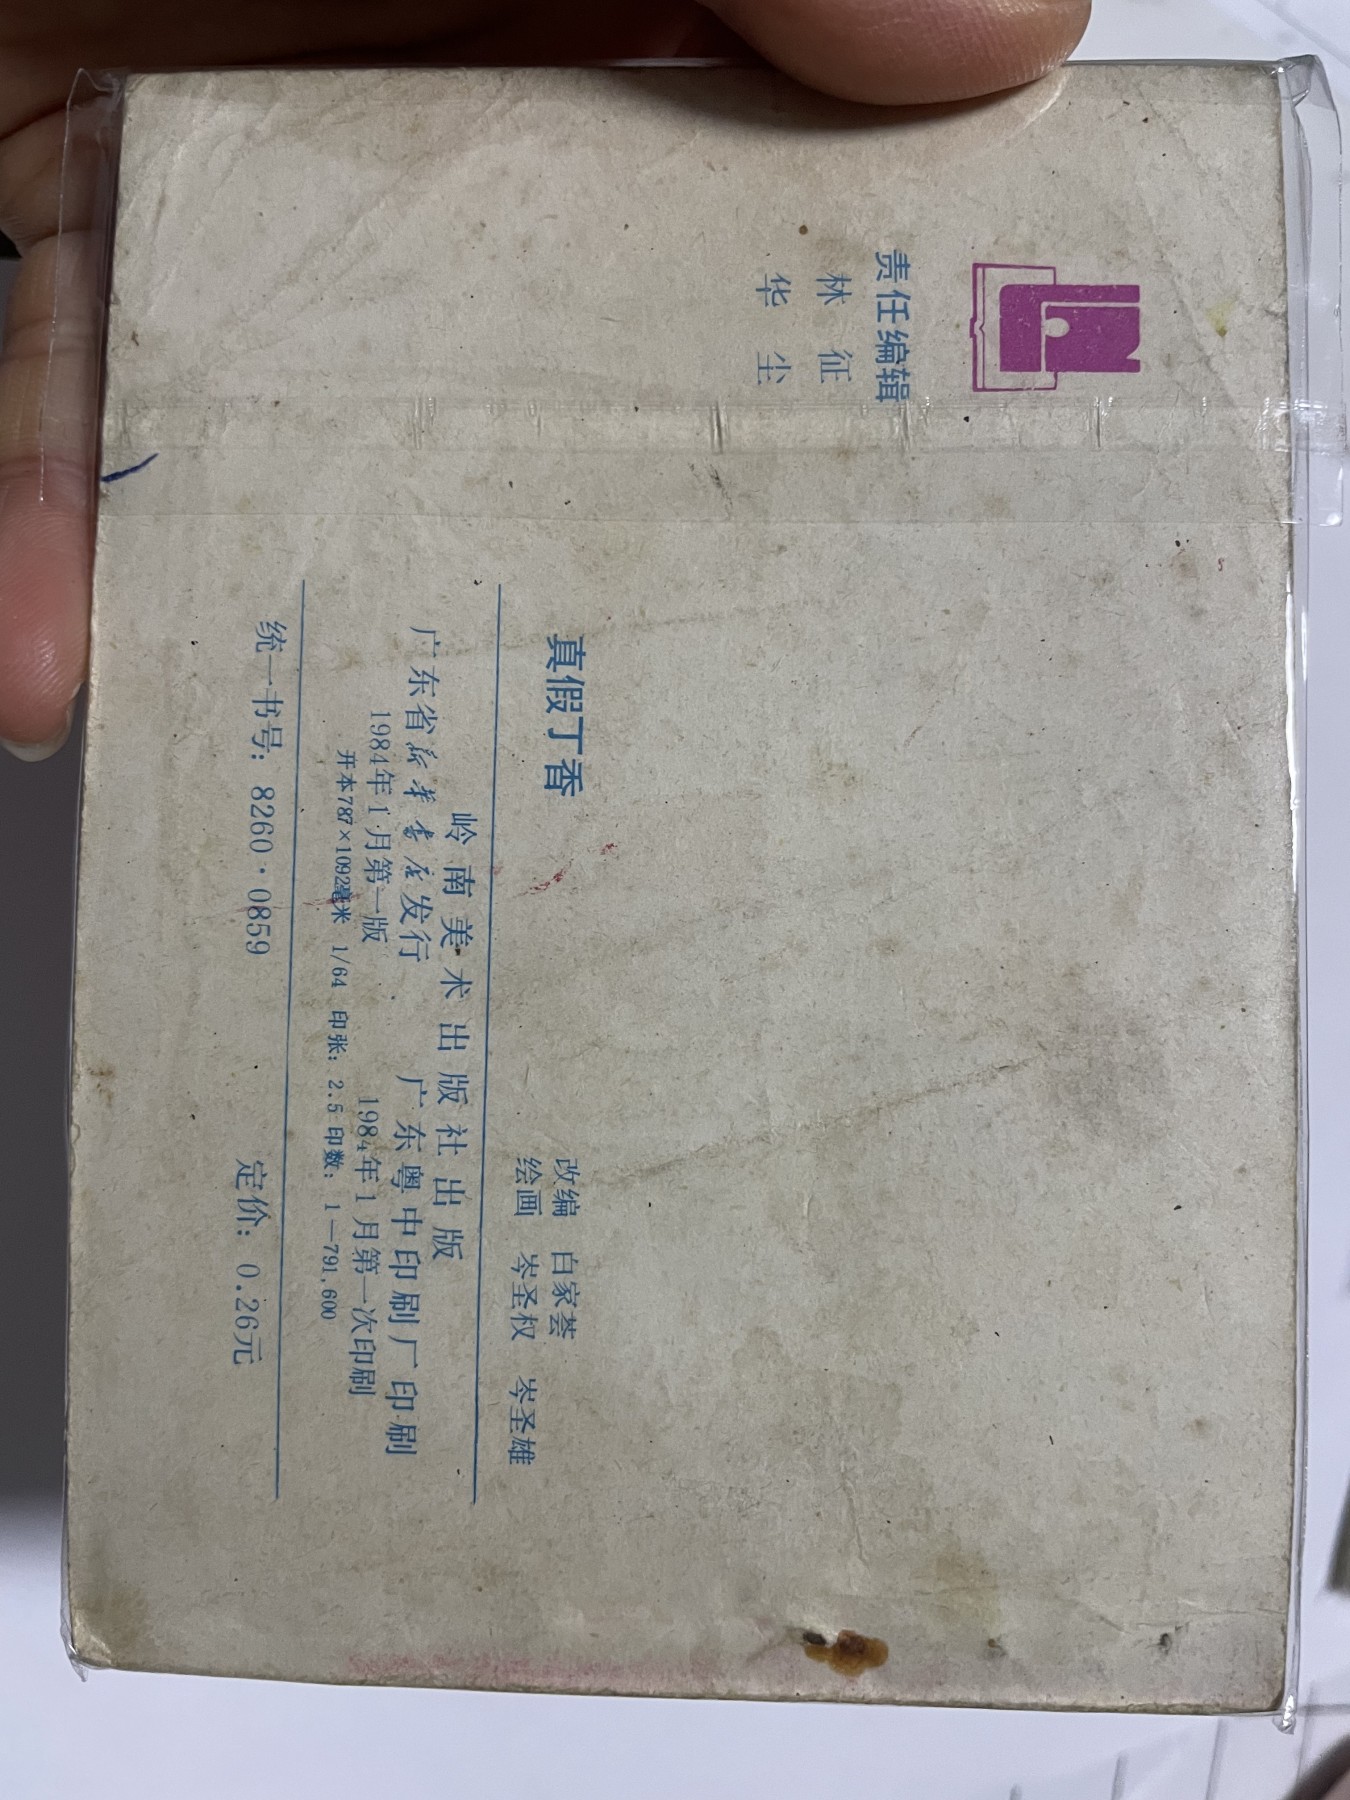 责任编辑
林征
华尘
真假丁香
改编 白家荟
绘画 岑圣权 岑圣雄
岭南美术出版社出版
广东省新华书店发行 广东粤中印刷厂印刷
1984年1月第一版 1984年1月第一次印刷
开本787×1092毫米 1/64 印张：2.5 印数：1—791,600
统一书号：8260·0859 定价：0.26元